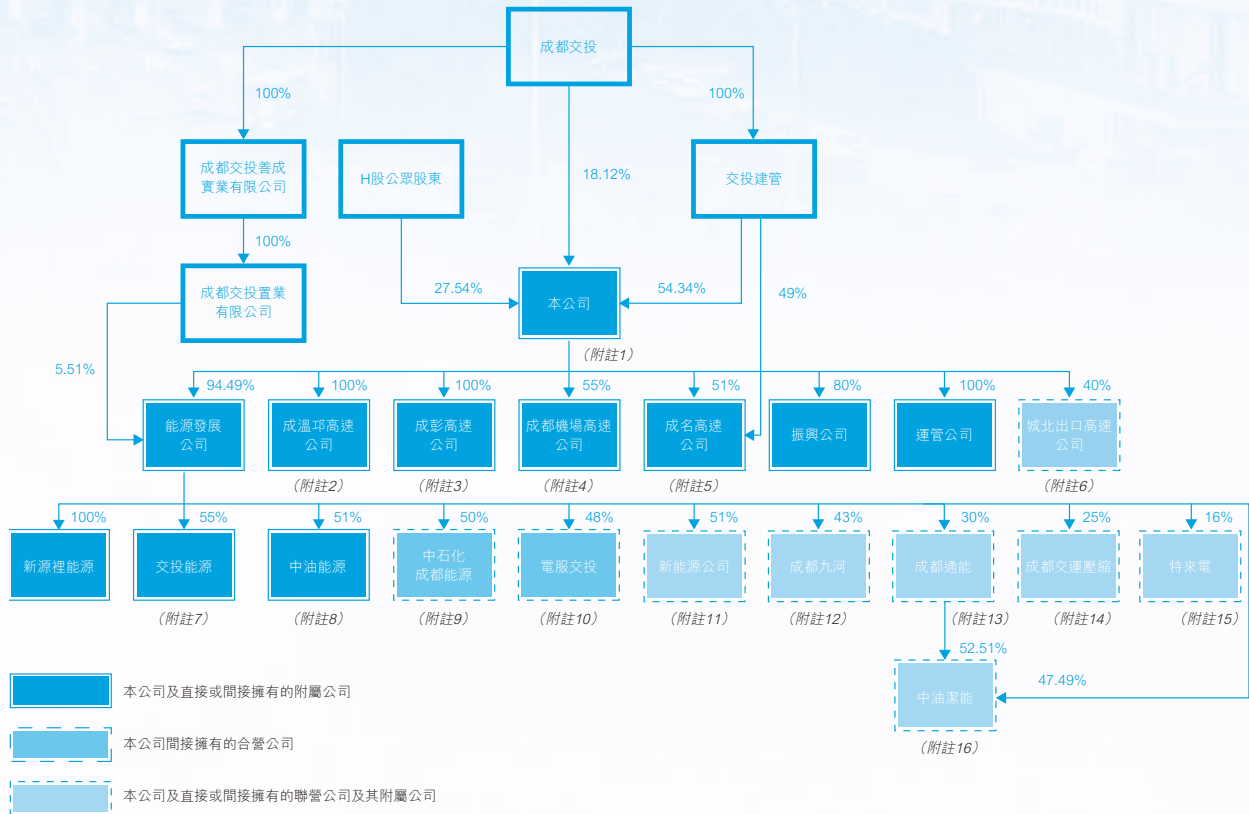 成都交投
100%
100%
成都交投善成
實業有限公司
H股公眾股東
18.12%
交投建管
100%
成都交投置業
有限公司
27.54%
本公司
54.34%
49%
（附註1）
5.51%
94.49%
100%
100%
55%
51%
80%
100%
40%
能源發展
公司
成溫邛高速
公司
成彭高速
公司
成都機場高速
公司
成名高速
公司
振興公司
運管公司
城北出口高速
公司
（附註2）
（附註3）
（附註4）
（附註5）
（附註6）
100%
55%
51%
50%
48%
51%
43%
30%
25%
16%
新源裡能源
交投能源
中油能源
中石化
成都能源
電服交投
新能源公司
成都九河
成都通能
成都交運壓縮
特來電
（附註7）
（附註8）
（附註9）
（附註10）
（附註11）
（附註12）
（附註13）
（附註14）
（附註15）
52.51%
47.49%
中油潔能
（附註16）
本公司及直接或間接擁有的附屬公司
本公司間接擁有的合營公司
本公司及直接或間接擁有的聯營公司及其附屬公司